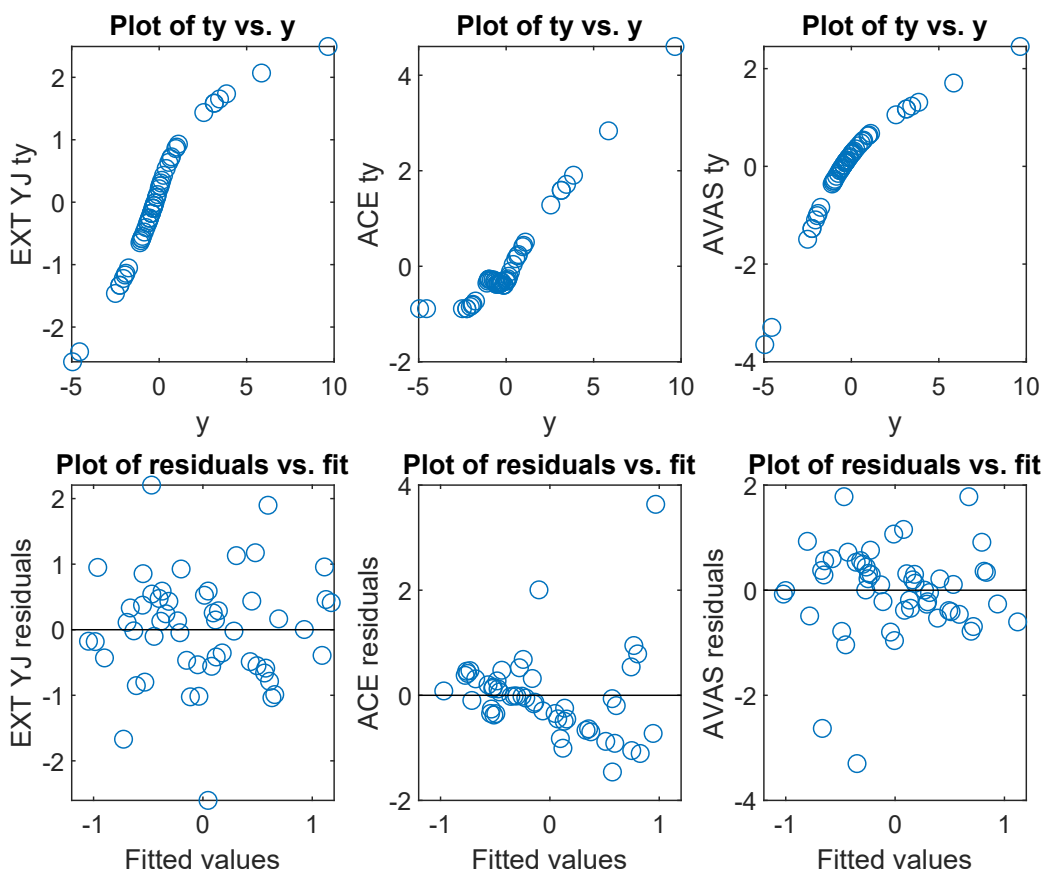 Plot of ty vs. y
EXT YJ ty
2
1
0
-1
-2
-5
0
5
10
y
Plot of ty vs. y
ACE ty
4
2
0
-2
-5
0
5
10
y
Plot of ty vs. y
AVAS ty
2
0
-2
-4
-5
0
5
10
y
Plot of residuals vs. fit
EXT YJ residuals
2
1
0
-1
-2
-1
0
1
Fitted values
Plot of residuals vs. fit
ACE residuals
4
2
0
-2
-1
0
1
Fitted values
Plot of residuals vs. fit
AVAS residuals
2
0
-2
-4
-1
0
1
Fitted values